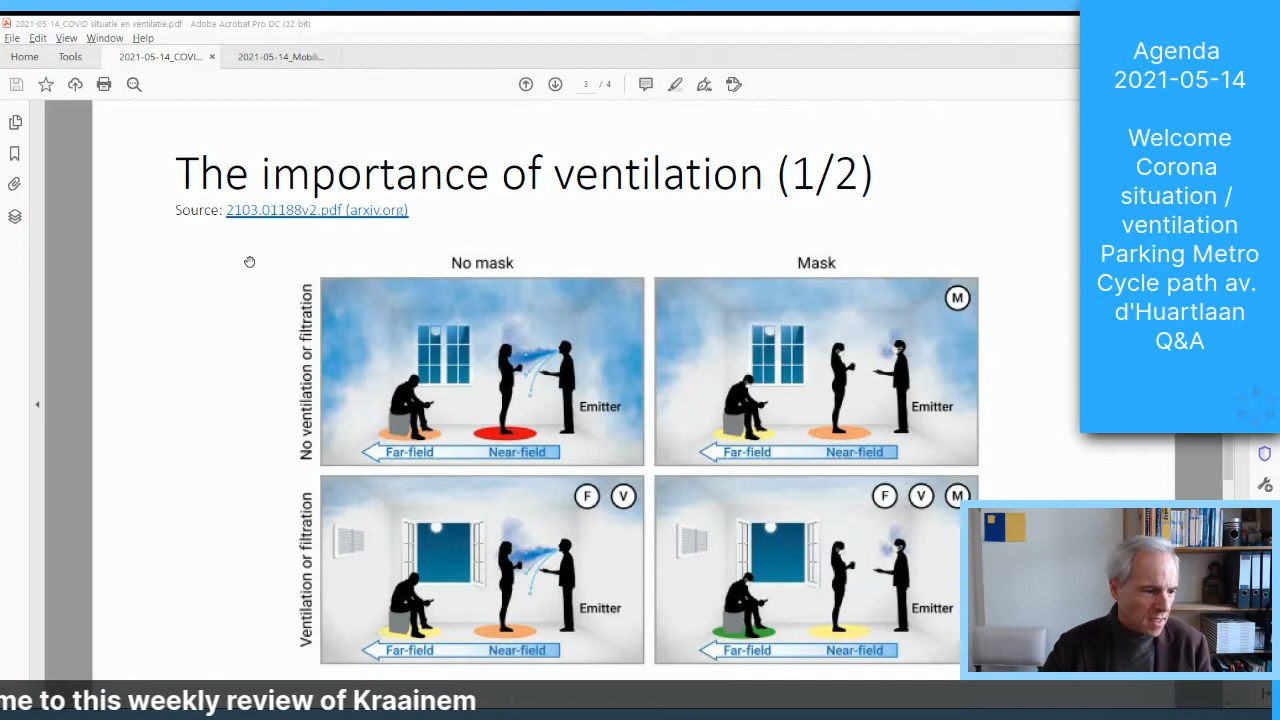 2021-05-14_COVID situatie en ventilatie.pdf - Adobe Acrobat Pro DC (32-bit)
File Edit View Window Help
Home Tools 2021-05-14_COVI... × 2021-05-14_Mobili...
3 / 4
The importance of ventilation (1/2)
Source: 2103.01188v2.pdf (arxiv.org)
No mask Mask
No ventilation or filtration
M
Emitter Emitter
Far-field Near-field Far-field Near-field
Ventilation or filtration
F V F V M
Emitter Emitter
Far-field Near-field Far-field Near-field
Agenda
2021-05-14
Welcome
Corona
situation /
ventilation
Parking Metro
Cycle path av.
d'Huartlaan
Q&A
me to this weekly review of Kraainem